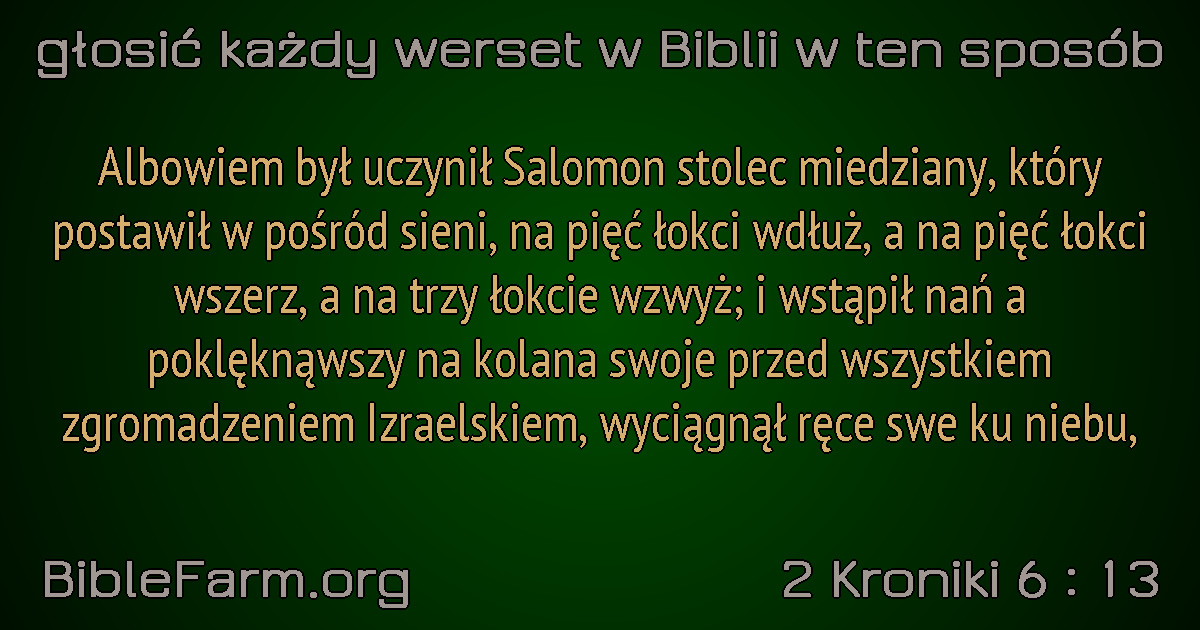 głosić każdy werset w Biblii w ten sposób
Albowiem był uczynił Salomon stolec miedziany, który
postawił w pośród sieni, na pięć łokci wdłuż, a na pięć łokci
wszerz, a na trzy łokcie wzwyż; i wstąpił nań a
poklęknąwszy na kolana swoje przed wszystkiem
zgromadzeniem Izraelskiem, wyciągnął ręce swe ku niebu,
BibleFarm.org
2 Kroniki 6 : 13